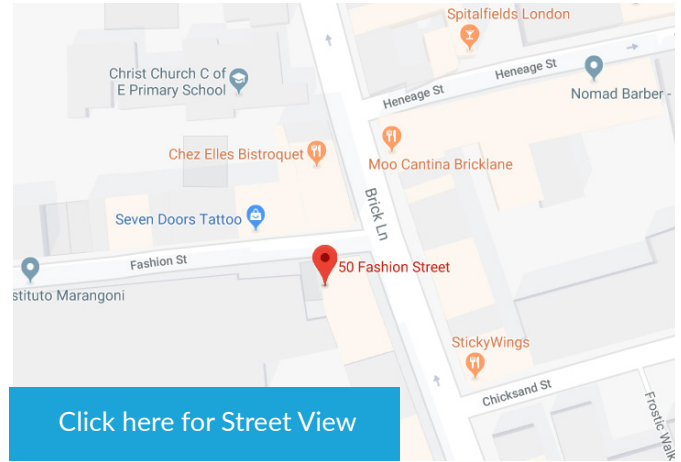 Spitalfields London
Christ Church C of
E Primary School
Heneage St
Heneage St
Nomad Barber -
Chez Elles Bistroquet
Moo Cantina Bricklane
Brick Ln
Seven Doors Tattoo
Fashion St
50 Fashion Street
stituto Marangoni
StickyWings
Chicksand St
Frostic Walk
Click here for Street View